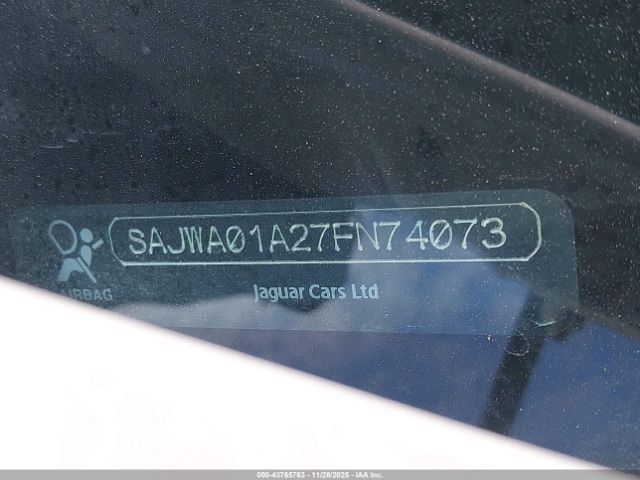 SAJWA01A27FN74073
AIRBAG
Jaguar Cars Ltd
000-43765763 - 11/28/2025 - IAA Inc.